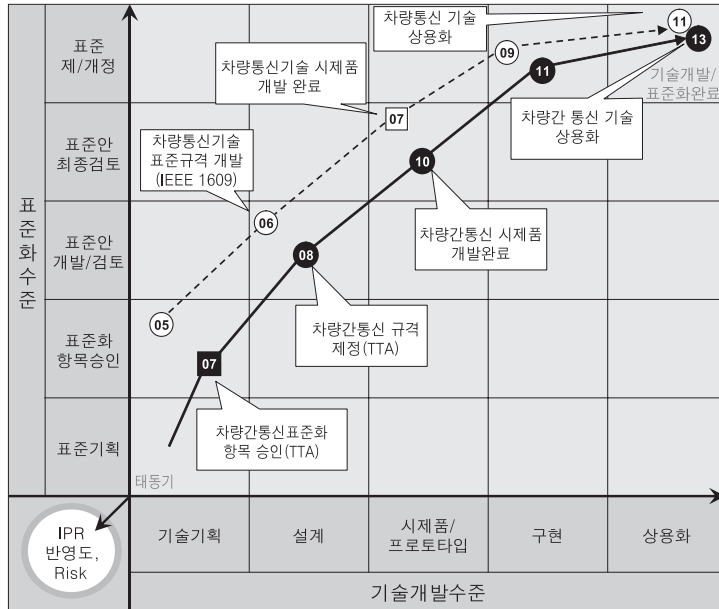 표준
제/개정
표준안
최종검토
표준안
개발/검토
표준화
항목승인
표준기획
표준화수준
차량통신 기술
상용화
11
13
09
11
기술개발/
표준화완료
차량통신기술 시제품
개발 완료
차량간 통신 기술
상용화
07
차량통신기술
표준규격 개발
(IEEE 1609)
10
06
차량간통신 시제품
개발완료
08
05
차량간통신 규격
제정(TTA)
07
차량간통신표준화
항목 승인(TTA)
태동기
IPR
반영도,
Risk
기술기획
설계
시제품/
프로토타입
구현
상용화
기술개발수준